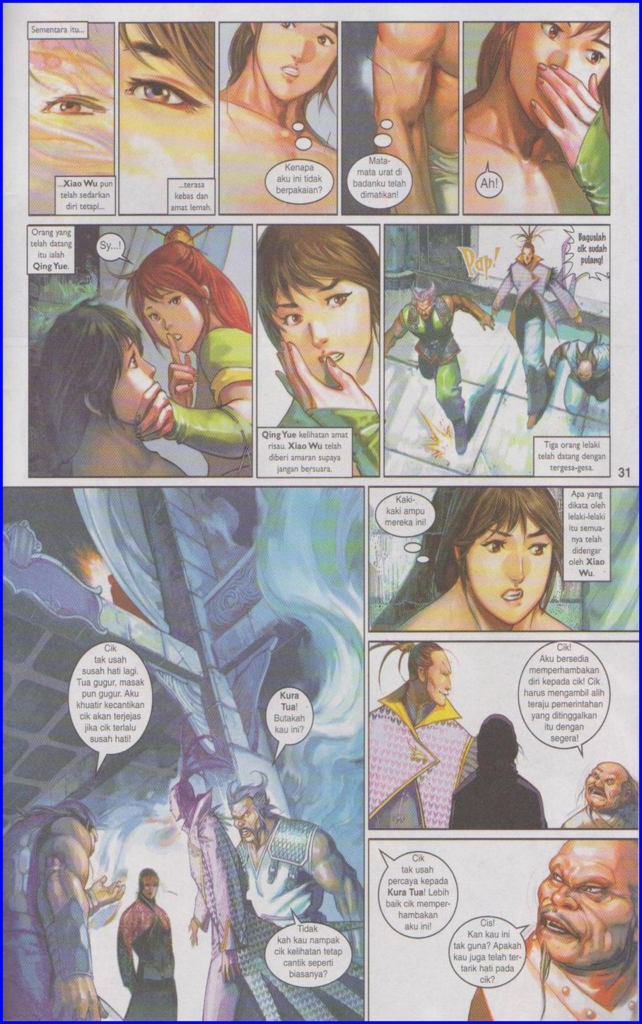 Sementara itu...
...Xiao Wu pun
telah sedarkan
diri tetapi...
...terasa
kebas dan
amat lemah.
Kenapa
aku ini tidak
berpakaian?
Mata-
mata urat di
badanku telah
dimatikan!
Ah!
Orang yang
telah datang
itu ialah
Qing Yue.
Sy...!
Qing Yue kelihatan amat
risau. Xiao Wu telah
diberi amaran supaya
jangan bersuara.
Pap!
Baguslah
cik sudah
pulang!
Tiga orang lelaki
telah datang dengan
tergesa-gesa.
31
Cik
tak usah
susah hati lagi.
Tua gugur, masak
pun gugur. Aku
khuatir kecantikan
cik akan terjejas
jika cik terlalu
susah hati!
Kura
Tua!
Butakah
kau ini?
Tidak
kah kau nampak
cik kelihatan tetap
cantik seperti
biasanya?
Kaki-
kaki ampu
mereka ini!
Apa yang
dikata oleh
lelaki-lelaki
itu semua-
nya telah
didengar
oleh Xiao
Wu.
Cik!
Aku bersedia
memperhambakan
diri kepada cik! Cik
harus mengambil alih
teraju pemerintahan
yang ditinggalkan
itu dengan
segera!
Cik
tak usah
percaya kepada
Kura Tua! Lebih
baik cik memper-
hambakan
aku ini!
Cis!
Kan kau ini
tak guna? Apakah
kau juga telah ter-
tarik hati pada
cik?